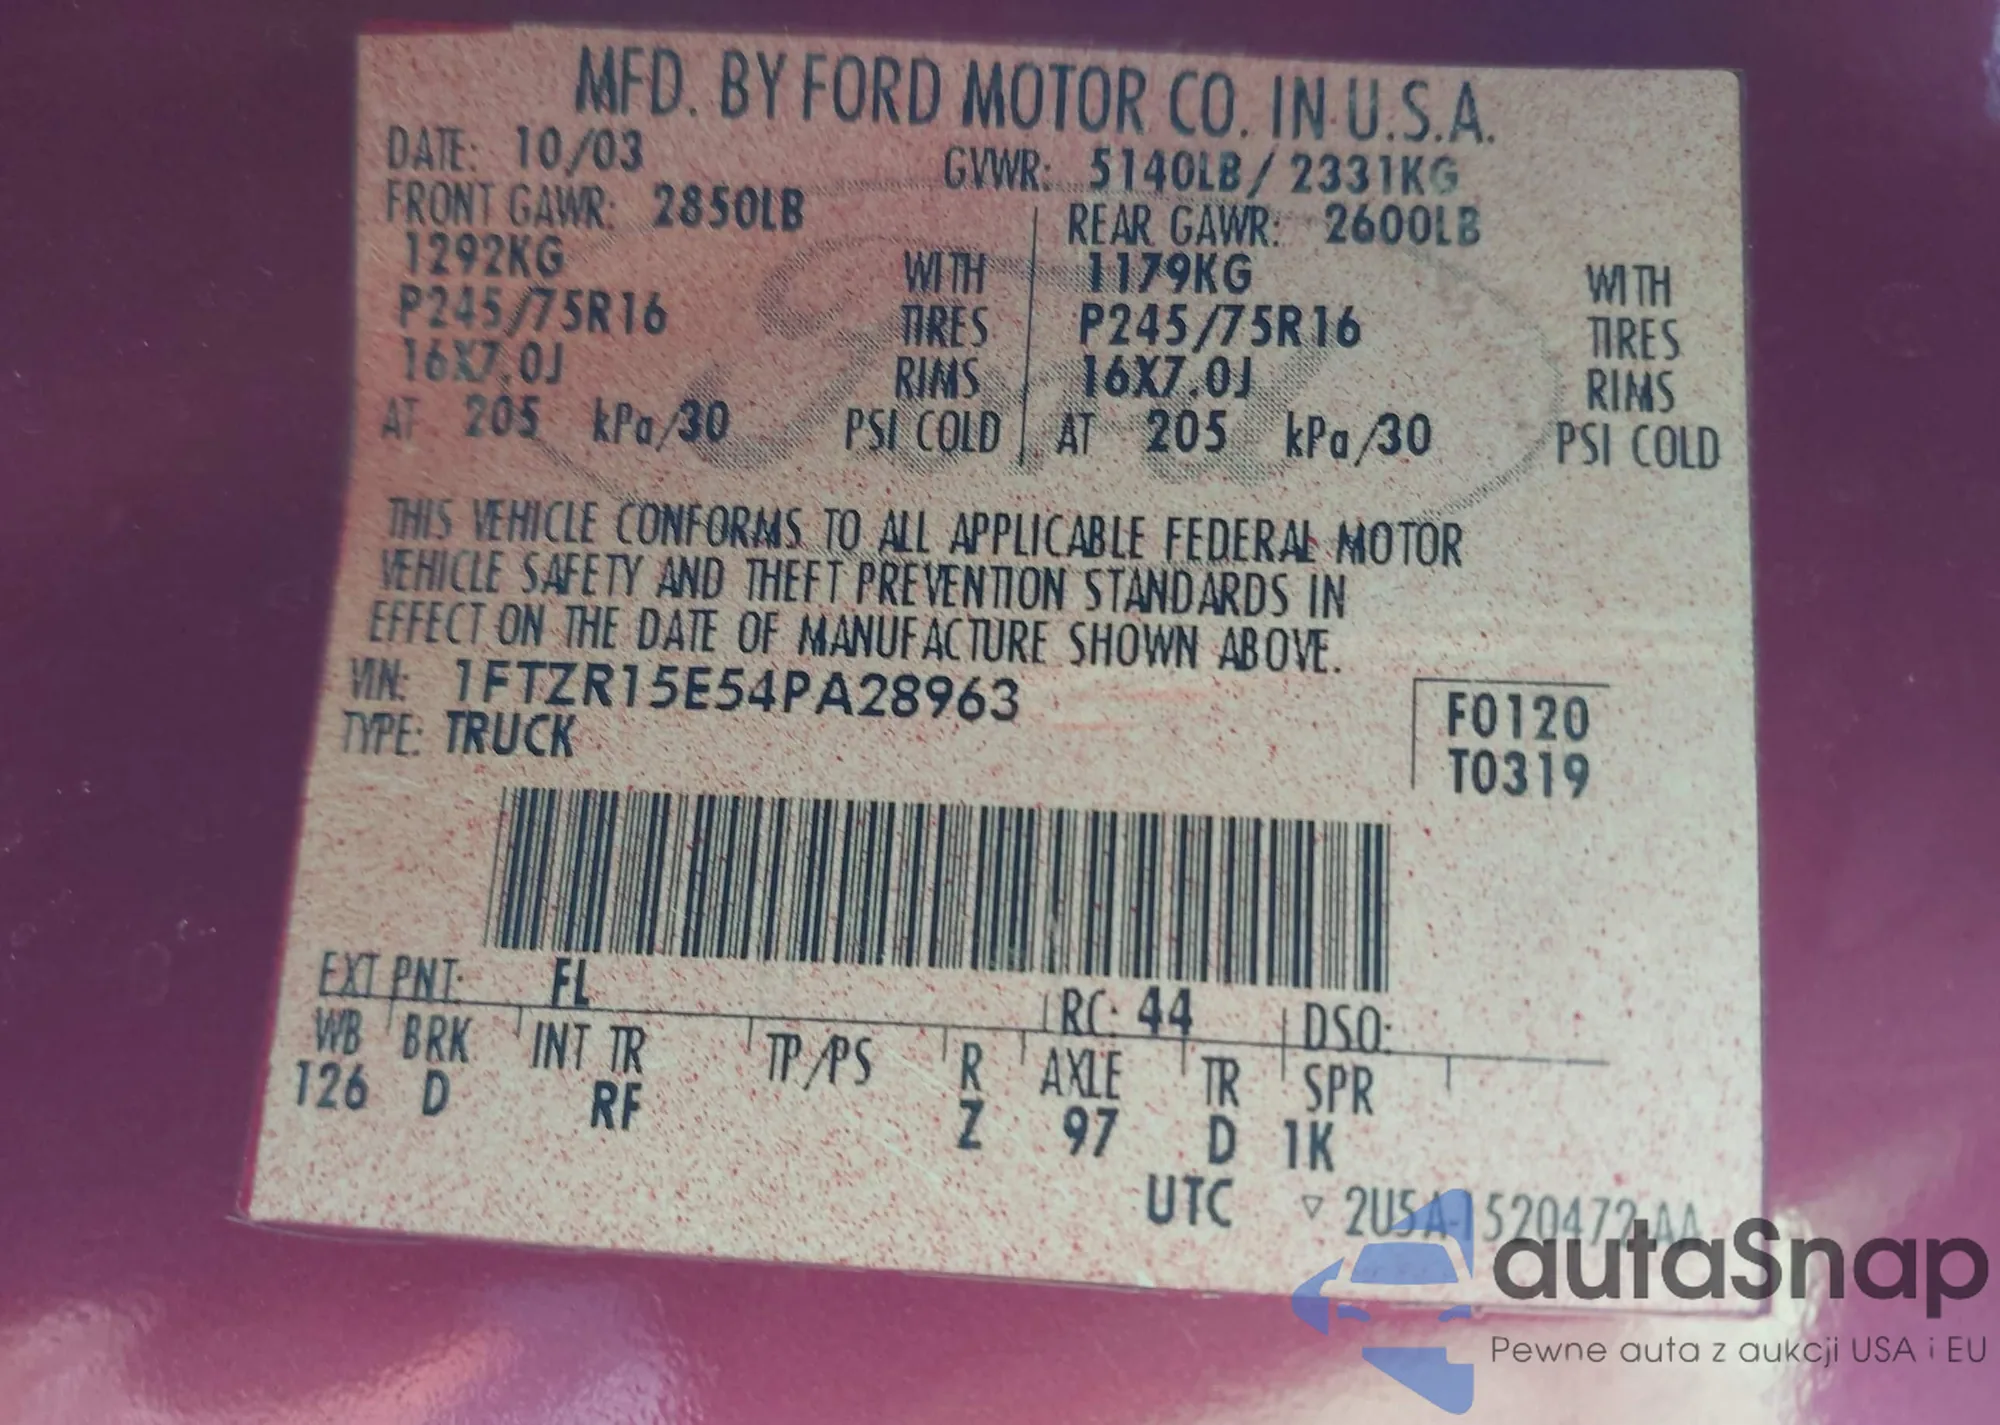 MFD. BY FORD MOTOR CO. IN U.S.A.
DATE: 10/03 GVWR: 5140LB / 2331KG
FRONT GAWR: 2850LB REAR GAWR: 2600LB
1292KG WITH 1179KG WITH
P245/75R16 TIRES P245/75R16 TIRES
16X7.0J RIMS 16X7.0J RIMS
AT 205 kPa/30 PSI COLD AT 205 kPa/30 PSI COLD
THIS VEHICLE CONFORMS TO ALL APPLICABLE FEDERAL MOTOR
VEHICLE SAFETY AND THEFT PREVENTION STANDARDS IN
EFFECT ON THE DATE OF MANUFACTURE SHOWN ABOVE.
VIN: 1FTZR15E54PA28963
TYPE: TRUCK
F0120
T0319
EXT PNT: FL RC: 44 DSO:
WB BRK INT TR TP/PS R AXLE TR SPR
126 D RF Z 97 D 1K
UTC ▽ 2U5A-1520472-AA
Ford
autaSnap
Pewne auta z aukcji USA i EU